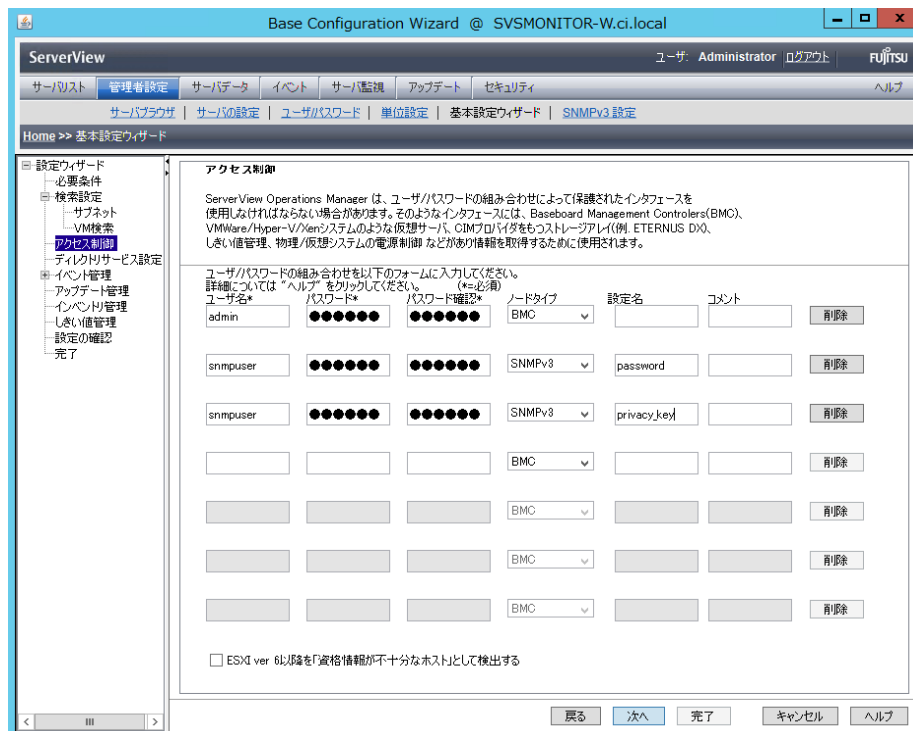 Base Configuration Wizard @ SVSMONITOR-W.ci.local
ServerView ユーザ: Administrator ログアウト FUJITSU
サーバリスト 管理者設定 サーバデータ イベント サーバ監視 アップデート セキュリティ ヘルプ
サーバブラウザ | サーバの設定 | ユーザ/パスワード | 単位設定 | 基本設定ウィザード | SNMPv3 設定
Home >> 基本設定ウィザード
設定ウィザード
必要条件
検索設定
サブネット
VM検索
アクセス制御
ディレクトリサービス設定
イベント管理
アップデート管理
インベントリ管理
しきい値管理
設定の確認
完了
アクセス制御
ServerView Operations Manager は、ユーザ/パスワードの組み合わせによって保護されたインタフェースを
使用しなければならない場合があります。そのようなインタフェースには、Baseboard Management Controlers(BMC)、
VMWare/Hyper-V/Xenシステムのような仮想サーバ、CIMプロバイダをもつストレージアレイ(例. ETERNUS DX)、
しきい値管理、物理/仮想システムの電源制御 などがあり情報を取得するために使用されます。
ユーザ/パスワードの組み合わせを以下のフォームに入力してください。
詳細については "ヘルプ" をクリックしてください。 (*=必須)
ユーザ名* パスワード* パスワード確認* ノードタイプ 設定名 コメント
admin ●●●●●● ●●●●●● BMC 削除
snmpuser ●●●●●● ●●●●●● SNMPv3 password 削除
snmpuser ●●●●●● ●●●●●● SNMPv3 privacy_key 削除
BMC 削除
BMC 削除
BMC 削除
BMC 削除
ESXI ver 6以降を「資格情報が不十分なホスト」として検出する
戻る 次へ 完了 キャンセル ヘルプ